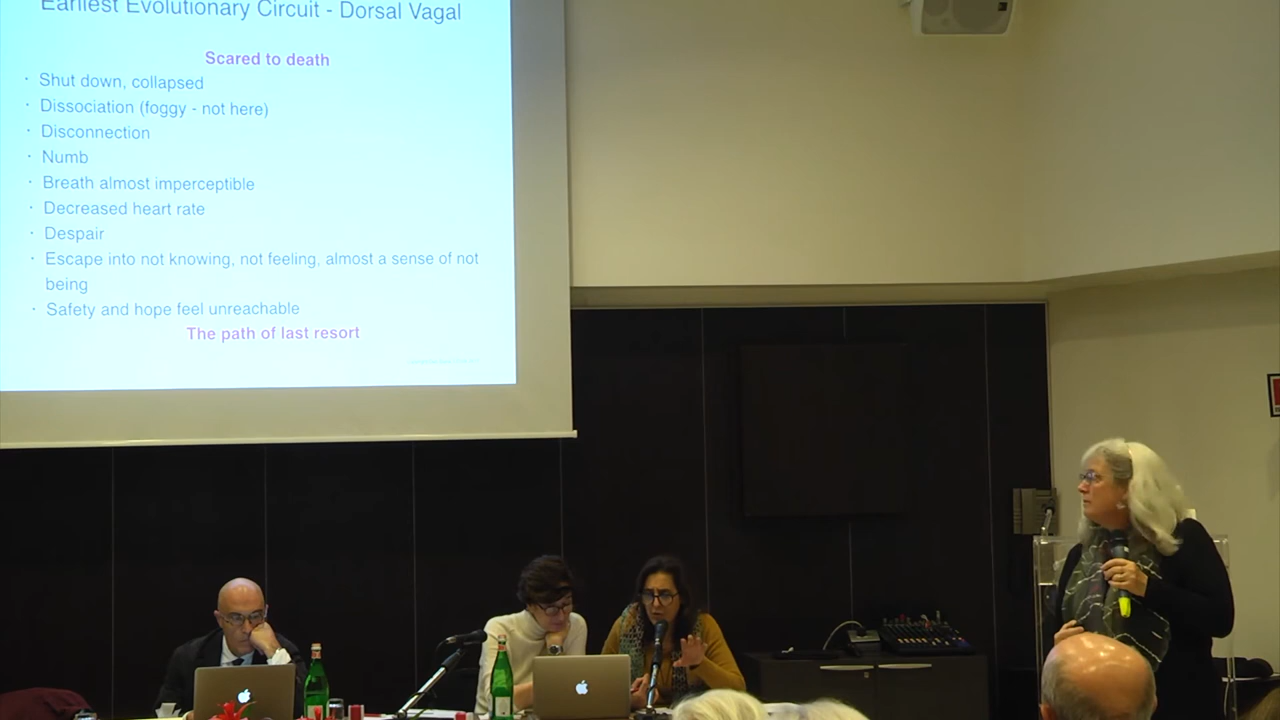 Earliest Evolutionary Circuit - Dorsal Vagal
Scared to death
· Shut down, collapsed
· Dissociation (foggy - not here)
· Disconnection
· Numb
· Breath almost imperceptible
· Decreased heart rate
· Despair
· Escape into not knowing, not feeling, almost a sense of not
being
· Safety and hope feel unreachable
The path of last resort